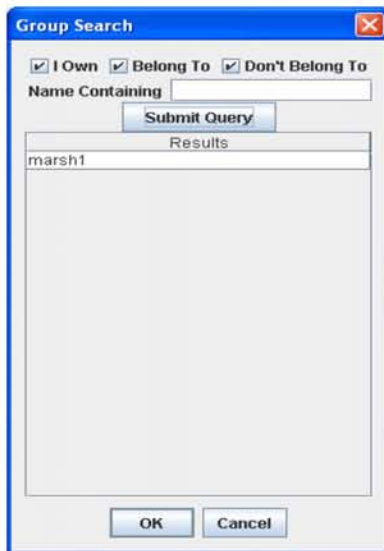 Group Search
I Own Belong To Don't Belong To
Name Containing
Submit Query
Results
marsh1
OK Cancel